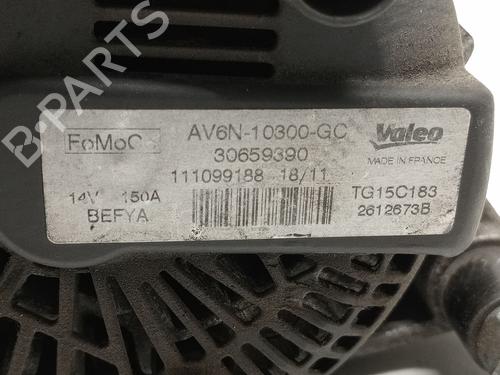 B-PARTS
FoMoCo AV6N-10300-GC Valeo
30659390 MADE IN FRANCE
111099188 18/11 TG15C183
14V 150A 2612673B
BEFYA